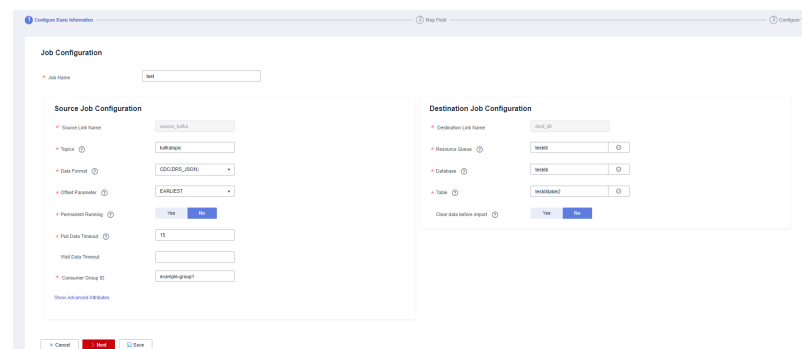 1 Configure Basic Information
2 Map Field
3 Configure
Job Configuration
* Job Name
test
Source Job Configuration
* Source Link Name
source_kafka
* Topics ?
kafkatopic
* Data Format ?
CDC(DRS_JSON)
* Offset Parameter ?
EARLIEST
* Permanent Running ?
Yes No
* Pull Data Timeout ?
15
Wait Data Timeout
* Consumer Group ID
example-group1
Show Advanced Attributes
Destination Job Configuration
* Destination Link Name
dest_dli
* Resource Queue ?
testdli
* Database ?
testdb
* Table ?
Clear data before import ?
Yes No
× Cancel
> Next
Save